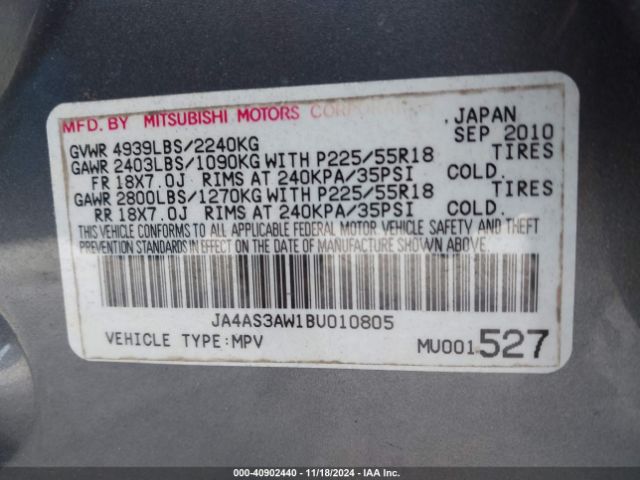 MFD. BY MITSUBISHI MOTORS CORPORATION, JAPAN
GVWR 4939LBS/2240KG SEP 2010
GAWR 2403LBS/1090KG WITH P225/55R18 TIRES
FR 18X7.0J RIMS AT 240KPA/35PSI COLD.
GAWR 2800LBS/1270KG WITH P225/55R18 TIRES
RR 18X7.0J RIMS AT 240KPA/35PSI COLD.
THIS VEHICLE CONFORMS TO ALL APPLICABLE FEDERAL MOTOR VEHICLE SAFETY AND THEFT
PREVENTION STANDARDS IN EFFECT ON THE DATE OF MANUFACTURE SHOWN ABOVE.
JA4AS3AW1BU010805
VEHICLE TYPE:MPV MU001527
Stock#: 40902440 - 11/18/2024 - IAA Inc.